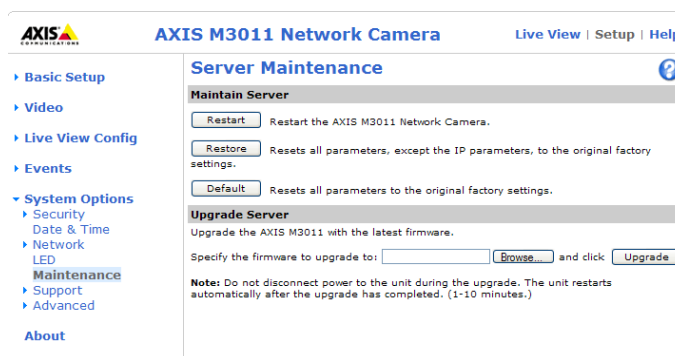 AXIS
COMMUNICATIONS
AXIS M3011 Network Camera
Live View | Setup | Help
Basic Setup
Video
Live View Config
Events
System Options
Security
Date & Time
Network
LED
Maintenance
Support
Advanced
About
Server Maintenance
?
Maintain Server
Restart Restart the AXIS M3011 Network Camera.
Restore Resets all parameters, except the IP parameters, to the original factory
settings.
Default Resets all parameters to the original factory settings.
Upgrade Server
Upgrade the AXIS M3011 with the latest firmware.
Specify the firmware to upgrade to: Browse... and click Upgrade
Note: Do not disconnect power to the unit during the upgrade. The unit restarts
automatically after the upgrade has completed. (1-10 minutes.)